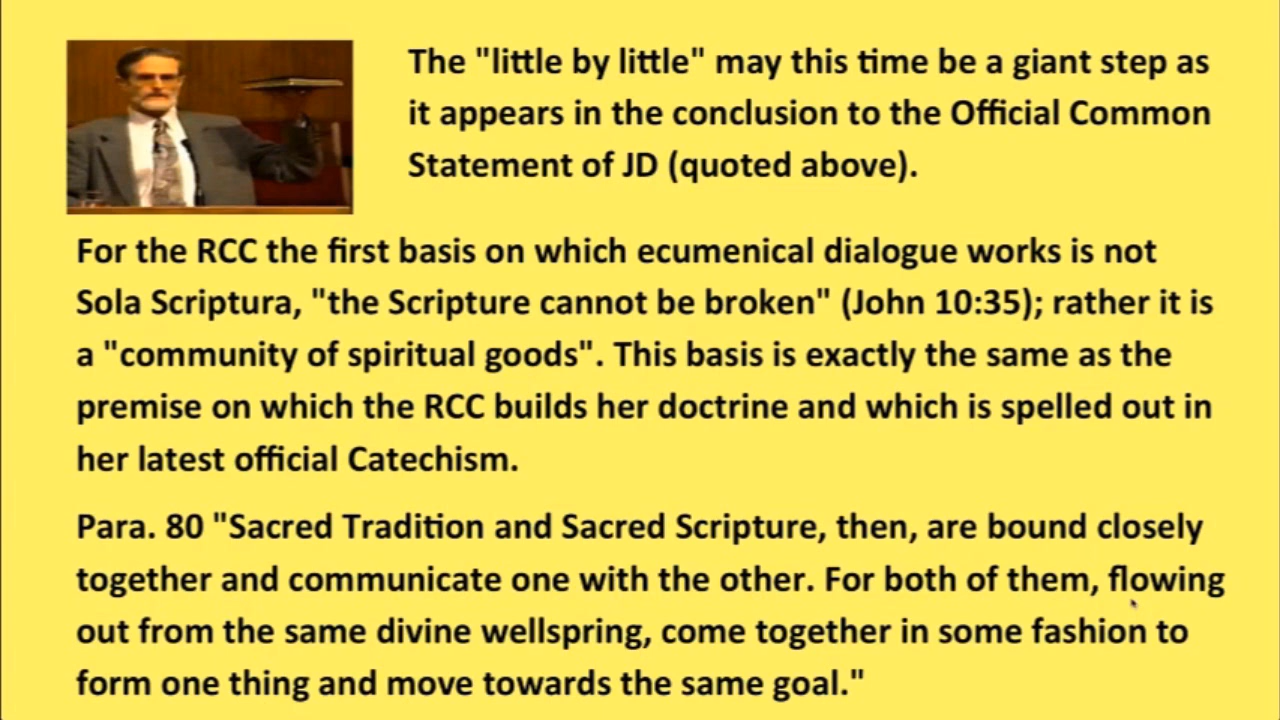 The "little by little" may this time be a giant step as
it appears in the conclusion to the Official Common
Statement of JD (quoted above).
For the RCC the first basis on which ecumenical dialogue works is not
Sola Scriptura, "the Scripture cannot be broken" (John 10:35); rather it is
a "community of spiritual goods". This basis is exactly the same as the
premise on which the RCC builds her doctrine and which is spelled out in
her latest official Catechism.
Para. 80 "Sacred Tradition and Sacred Scripture, then, are bound closely
together and communicate one with the other. For both of them, flowing
out from the same divine wellspring, come together in some fashion to
form one thing and move towards the same goal."